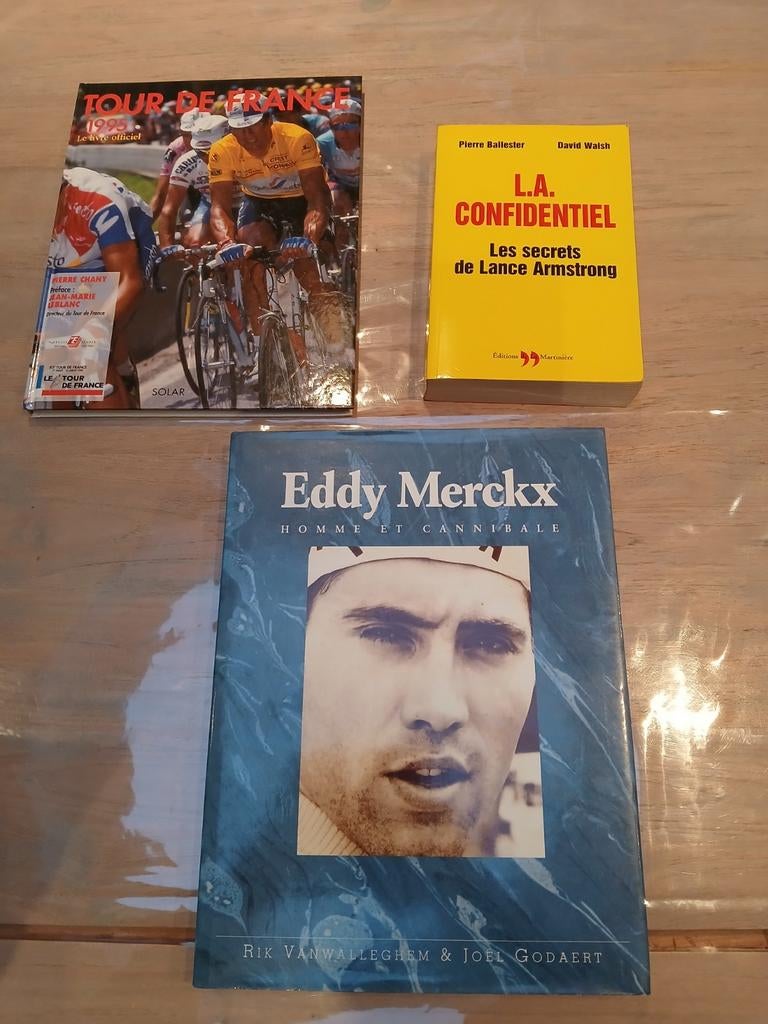 TOUR DE FRANCE
1995
Le livre officiel
PIERRE CHANY
Préface :
JEAN-MARIE
LEBLANC
directeur du Tour de France
LE TOUR
DE FRANCE
SOLAR
Pierre Ballester David Walsh
L.A.
CONFIDENTIEL
Les secrets
de Lance Armstrong
Éditions Martinière
Eddy Merckx
HOMME ET CANNIBALE
RIK VANWALLEGHEM & JOËL GODAERT